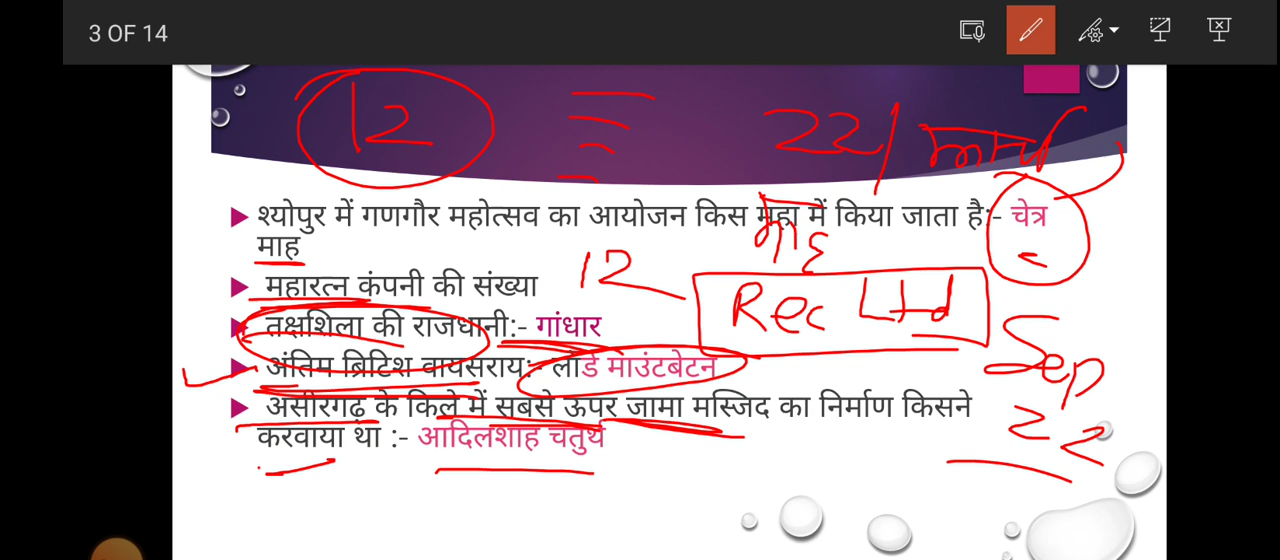 3 OF 14
12
22/मार्च
श्योपुर में गणगौर महोत्सव का आयोजन किस महा में किया जाता है:- चेत्र
माह
माह
महारत्न कंपनी की संख्या
12
Rec Ltd
तक्षशिला की राजधानी:- गांधार
Sep
22
अंतिम ब्रिटिश वायसराय:- लार्ड माउंटबेटन
असीरगढ़ के किले में सबसे ऊपर जामा मस्जिद का निर्माण किसने
करवाया था :- आदिलशाह चतुर्थ